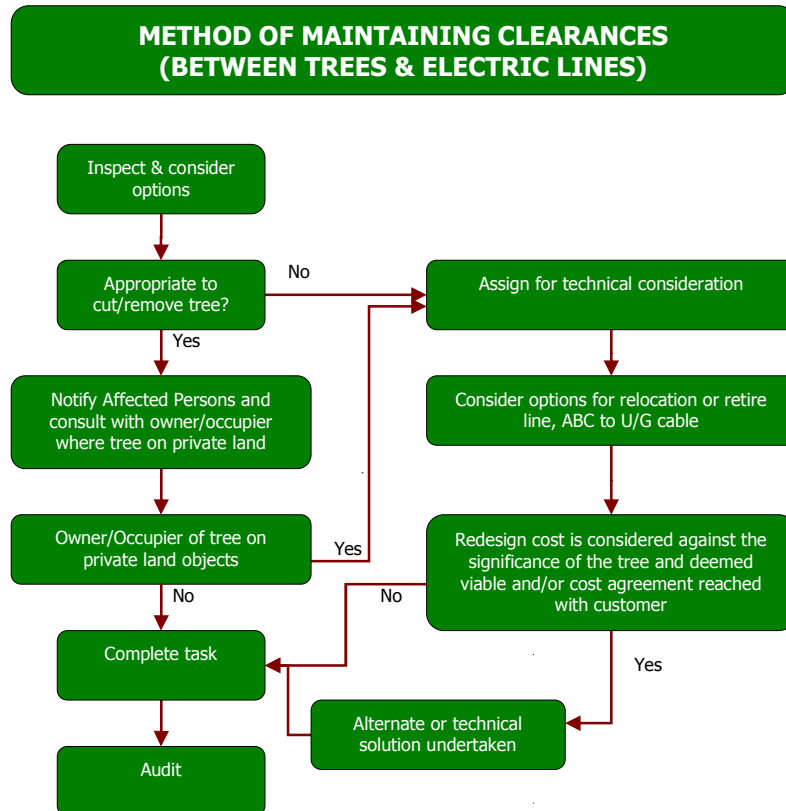 METHOD OF MAINTAINING CLEARANCES
(BETWEEN TREES & ELECTRIC LINES)
Inspect & consider
options
Appropriate to
cut/remove tree?
No
Assign for technical consideration
Yes
Notify Affected Persons and
consult with owner/occupier
where tree on private land
Consider options for relocation or retire
line, ABC to U/G cable
Owner/Occupier of tree on
private land objects
Yes
Redesign cost is considered against the
significance of the tree and deemed
viable and/or cost agreement reached
with customer
No
No
Complete task
Yes
Alternate or technical
solution undertaken
Audit